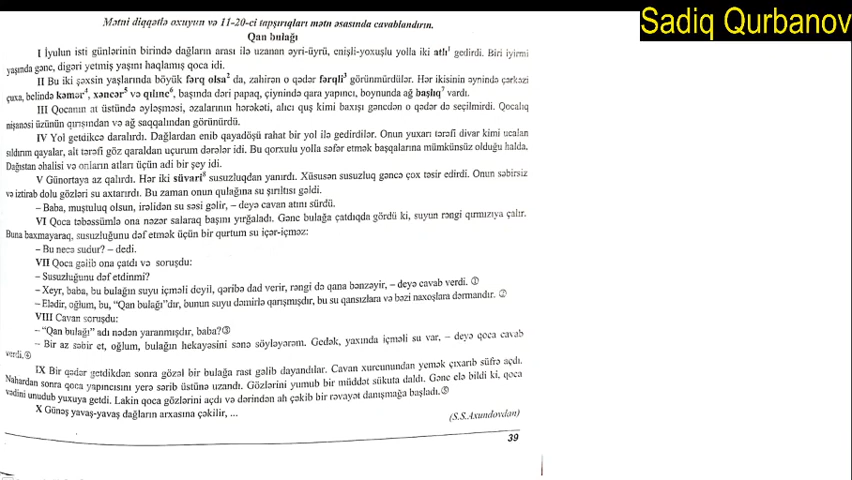 Mətni diqqətlə oxuyun və 11-20-ci tapşırıqları mətn əsasında cavablandırın.
Sadiq Qurbanov
Qan bulağı
I İyulun isti günlərinin birində dağların arası ilə uzanan əyri-üyrü, enişli-yoxuşlu yolla iki atlı¹ gedirdi. Biri iyirmi
yaşında gənc, digəri yetmiş yaşını haqlamış qoca idi.
II Bu iki şəxsin yaşlarında böyük fərq olsa² da, zahirən o qədər fərqli³ görünmürdülər. Hər ikisinin əynində çərkəzi
çuxa, belində kəmər⁴, xəncər⁵ və qılınc⁶, başında dəri papaq, çiynində qara yapıncı, boynunda ağ başlıq⁷ vardı.
III Qocanın at üstündə əyləşməsi, əzalarının hərəkəti, alıcı quş kimi baxışı gəncdən o qədər də seçilmirdi. Qocalıq
nişanəsi üzünün qırışından və ağ saqqalından görünürdü.
IV Yol getdikcə daralırdı. Dağlardan enib qayadöşü rahat bir yol ilə gedirdilər. Onun yuxarı tərəfi divar kimi ucalan
sıldırım qayalar, alt tərəfi göz qaraldan uçurum dərələr idi. Bu qorxulu yolla səfər etmək başqalarına mümkünsüz olduğu halda,
Dağıstan əhalisi və onların atları üçün adi bir şey idi.
V Günortaya az qalırdı. Hər iki süvari⁸ susuzluqdan yanırdı. Xüsusən susuzluq gəncə çox təsir edirdi. Onun səbirsiz
və iztirab dolu gözləri su axtarırdı. Bu zaman onun qulağına su şırıltısı gəldi.
– Baba, muştuluq olsun, irəlidən su səsi gəlir, – deyə cavan atını sürdü.
VI Qoca təbəssümlə ona nəzər salaraq başını yırğaladı. Gənc bulağa çatdıqda gördü ki, suyun rəngi qırmızıya çalır.
Buna baxmayaraq, susuzluğunu dəf etmək üçün bir qurtum su içər-içməz:
– Bu necə sudur? – dedi.
VII Qoca gəlib ona çatdı və soruşdu:
– Susuzluğunu dəf etdinmi?
– Xeyr, baba, bu bulağın suyu içməli deyil, qəribə dad verir, rəngi də qana bənzəyir, – deyə cavab verdi. ①
– Elədir, oğlum, bu, “Qan bulağı”dır, bunun suyu dəmirlə qarışmışdır, bu su qansızlara və bəzi naxoşlara dərmandır. ②
VIII Cavan soruşdu:
– “Qan bulağı” adı nədən yaranmışdır, baba?③
– Bir az səbir et, oğlum, bulağın hekayəsini sənə söyləyərəm. Gedək, yaxında içməli su var, – deyə qoca cavab
verdi.④
IX Bir qədər getdikdən sonra gözəl bir bulağa rast gəlib dayandılar. Cavan xurcunundan yemək çıxarıb süfrə açdı.
Nahardan sonra qoca yapıncısını yerə sərib üstünə uzandı. Gözlərini yumub bir müddət sükuta daldı. Gənc elə bildi ki, qoca
vədini unudub yuxuya getdi. Lakin qoca gözlərini açdı və dərindən ah çəkib bir rəvayət danışmağa başladı.⑤
X Günəş yavaş-yavaş dağların arxasına çəkilir, ...
(S.S.Axundovdan)
39